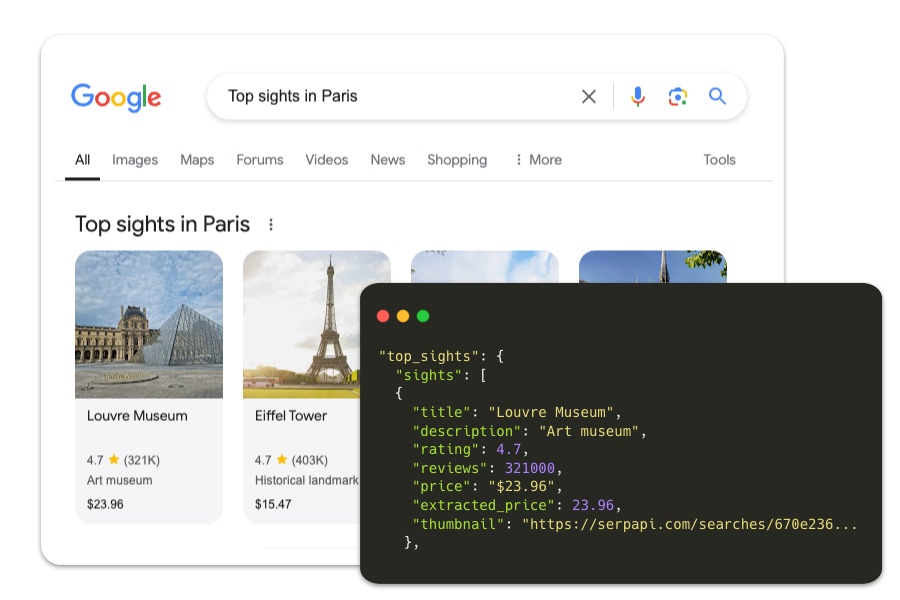 Google
Top sights in Paris
All Images Maps Forums Videos News Shopping More Tools
Top sights in Paris
Louvre Museum
4.7 ★ (321K)
Art museum
$23.96
Eiffel Tower
4.7 ★ (403K)
Historical landmark
$15.47
"top_sights": {
"sights": [
{
"title": "Louvre Museum",
"description": "Art museum",
"rating": 4.7,
"reviews": 321000,
"price": "$23.96",
"extracted_price": 23.96,
"thumbnail": "https://serpapi.com/searches/670e236...
},